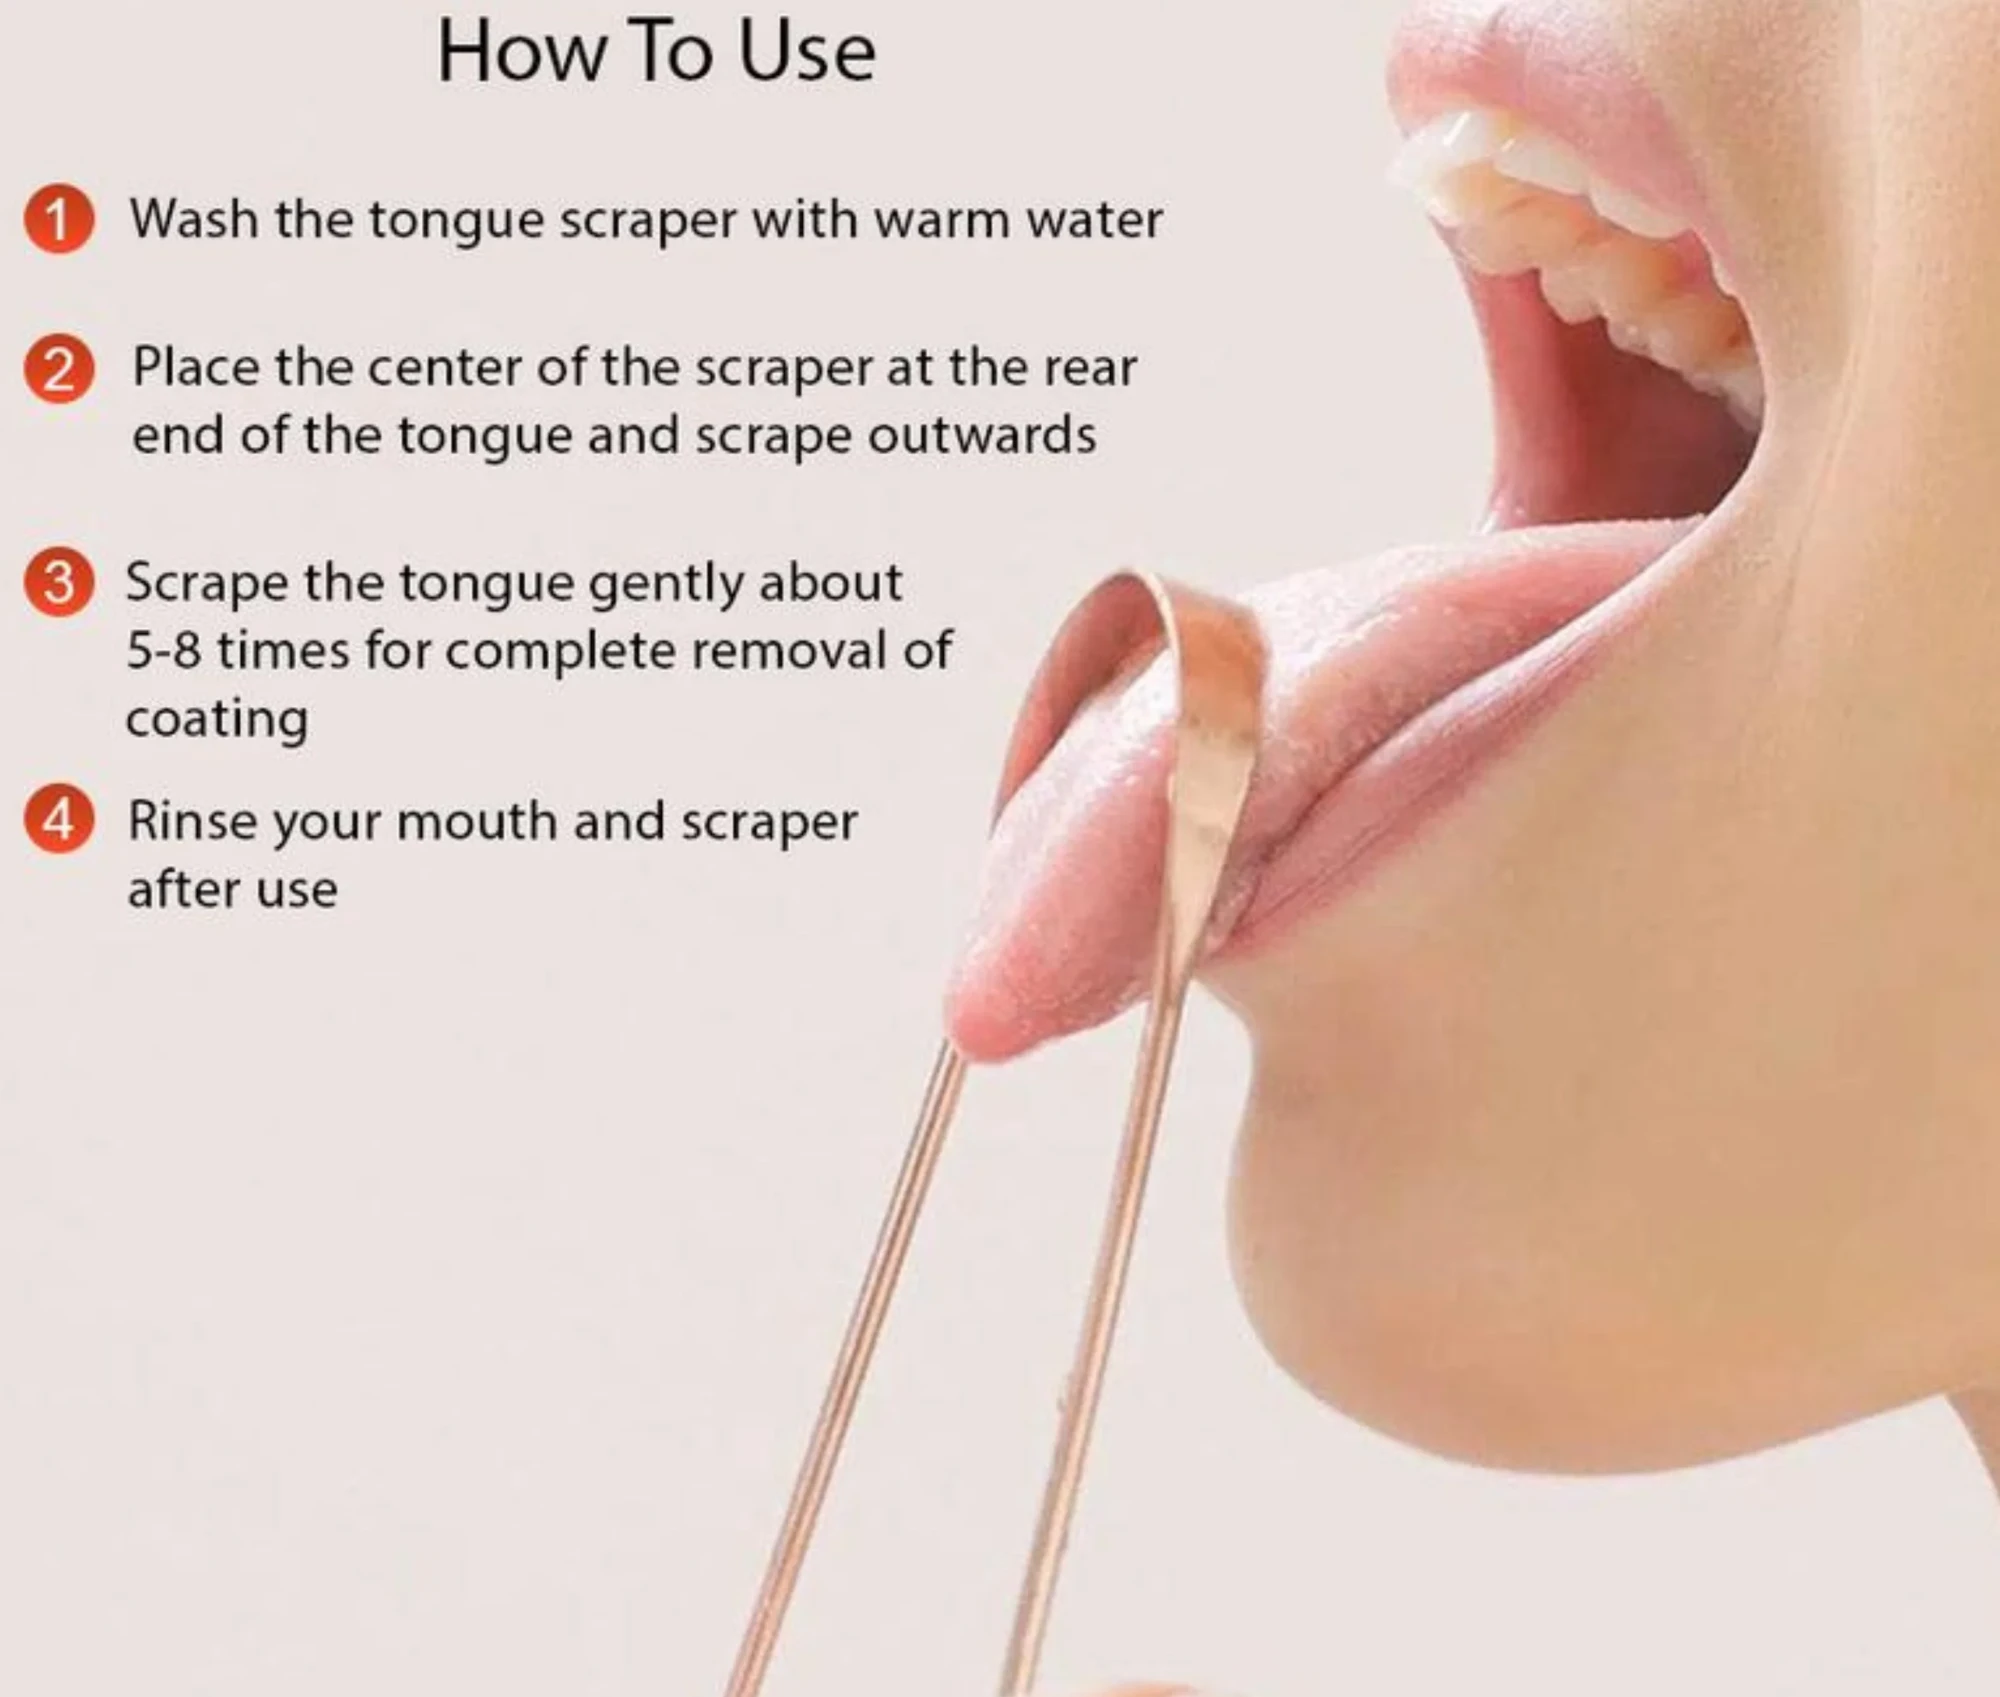 How To Use
1 Wash the tongue scraper with warm water
2 Place the center of the scraper at the rear
end of the tongue and scrape outwards
3 Scrape the tongue gently about
5-8 times for complete removal of
coating
4 Rinse your mouth and scraper
after use